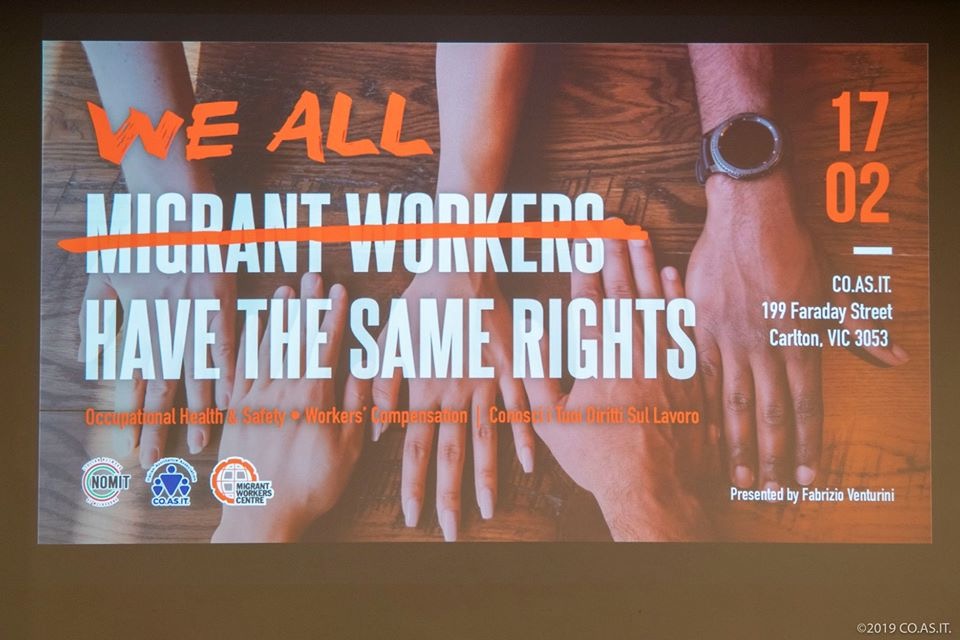 WE ALL
MIGRANT WORKERS
HAVE THE SAME RIGHTS
Occupational Health & Safety • Workers' Compensation | Conosci i Tuoi Diritti Sul Lavoro
17
02
CO.AS.IT.
199 Faraday Street
Carlton, VIC 3053
NOMIT
CO.AS.IT.
MIGRANT
WORKERS
CENTRE
Presented by Fabrizio Venturini
©2019 CO.AS.IT.